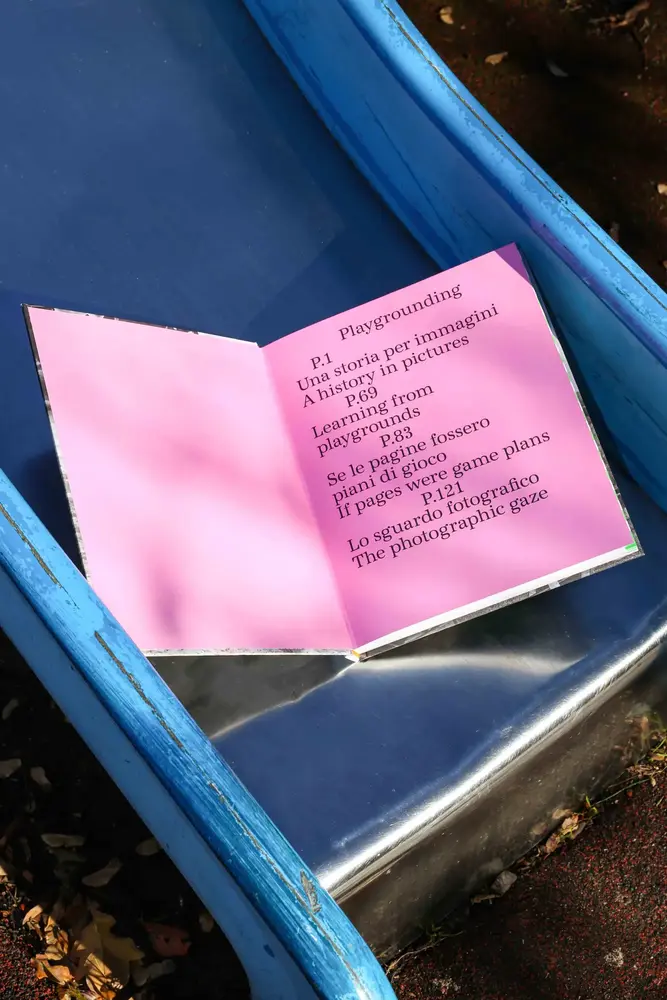 Playgrounding
P.1
Una storia per immagini
A history in pictures
P.69
Learning from
playgrounds
P.83
Se le pagine fossero
piani di gioco
If pages were game plans
P.121
Lo sguardo fotografico
The photographic gaze